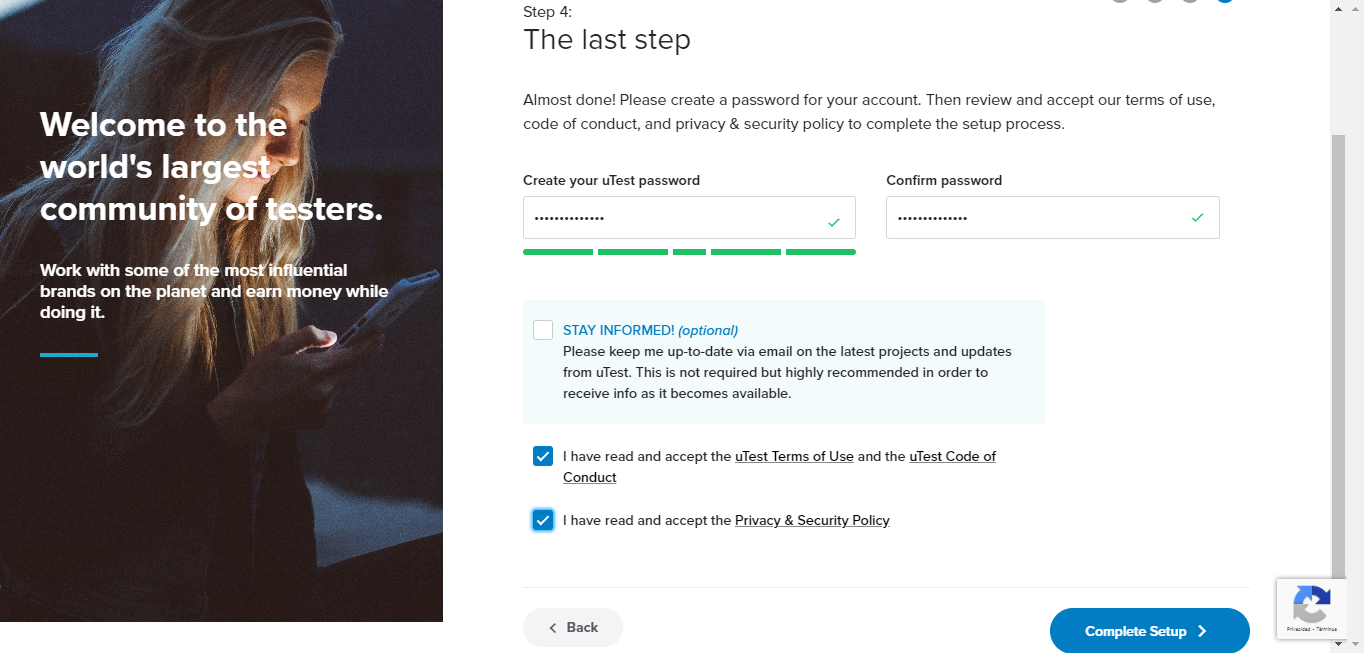 Step 4:
The last step
Welcome to the
world's largest
community of testers.
Work with some of the most influential
brands on the planet and earn money while
doing it.
Almost done! Please create a password for your account. Then review and accept our terms of use,
code of conduct, and privacy & security policy to complete the setup process.
Create your uTest password
Confirm password
••••••••••••••
••••••••••••••
STAY INFORMED! (optional)
Please keep me up-to-date via email on the latest projects and updates
from uTest. This is not required but highly recommended in order to
receive info as it becomes available.
I have read and accept the uTest Terms of Use and the uTest Code of
Conduct
I have read and accept the Privacy & Security Policy
Back
Complete Setup
Privacidad - Términos